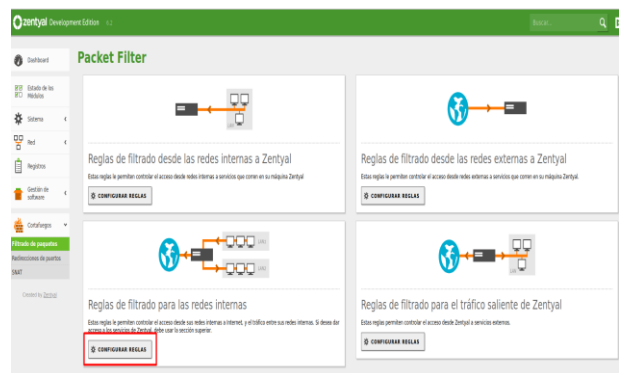 zentyal Development Edition
Buscar...
Dashboard
Packet Filter
Estado de los
Módulos
Sistema
Red
Registros
Gestión de
software
Cortafuegos
Filtrado de paquetes
Redirecciones de puertos
SNAT
Created by Zentyal
LAN
Reglas de filtrado desde las redes internas a Zentyal
Estas reglas le permiten controlar el acceso desde redes internas a servicios que corren en su máquina Zentyal
CONFIGURAR REGLAS
Reglas de filtrado desde las redes externas a Zentyal
Estas reglas le permiten controlar el acceso desde redes externas a servicios que corren en su máquina Zentyal.
CONFIGURAR REGLAS
LAN1
LAN2
Reglas de filtrado para las redes internas
Estas reglas le permiten controlar el acceso desde sus redes internas a Internet, y el tráfico entre sus redes internas. Si desea dar
acceso a los servicios de Zentyal, debe usar la sección superior.
CONFIGURAR REGLAS
LAN
Reglas de filtrado para el tráfico saliente de Zentyal
Estas reglas le permiten controlar el acceso desde Zentyal a servicios externos.
CONFIGURAR REGLAS